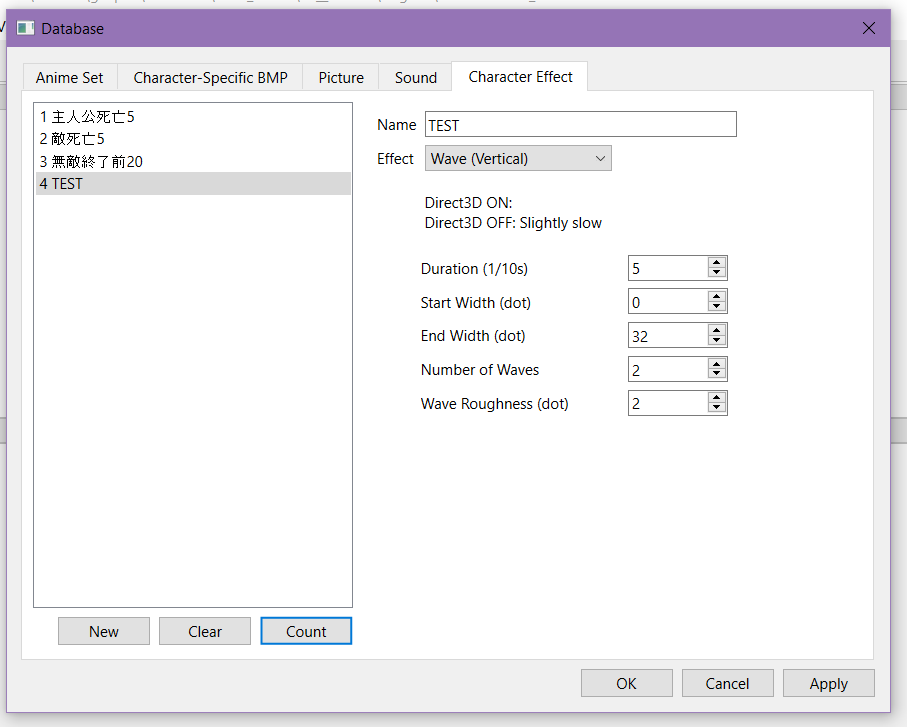 Database
Anime Set
Character-Specific BMP
Picture
Sound
Character Effect
1 主人公死亡5
2 敵死亡5
3 無敵終了前20
4 TEST
Name TEST
Effect Wave (Vertical)
Direct3D ON:
Direct3D OFF: Slightly slow
Duration (1/10s) 5
Start Width (dot) 0
End Width (dot) 32
Number of Waves 2
Wave Roughness (dot) 2
New
Clear
Count
OK
Cancel
Apply